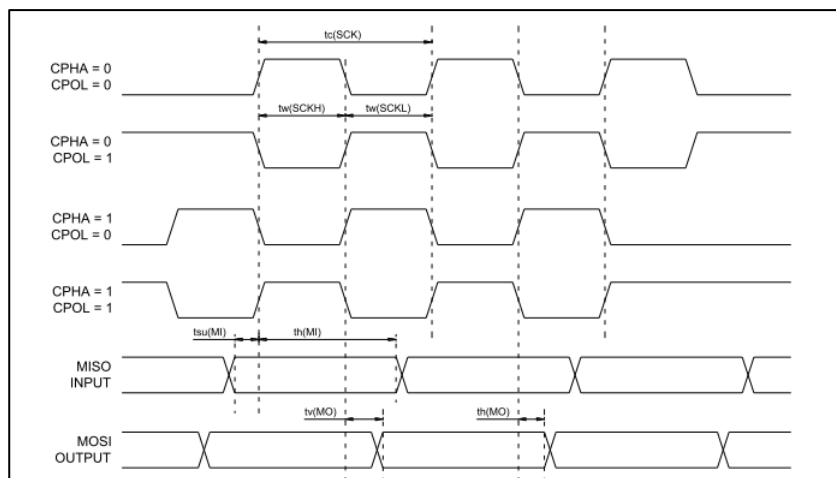 tc(SCK)
CPHA = 0
CPOL = 0
tw(SCKH)
tw(SCKL)
CPHA = 0
CPOL = 1
CPHA = 1
CPOL = 0
CPHA = 1
CPOL = 1
tsu(MI)
th(MI)
MISO
INPUT
tv(MO)
th(MO)
MOSI
OUTPUT